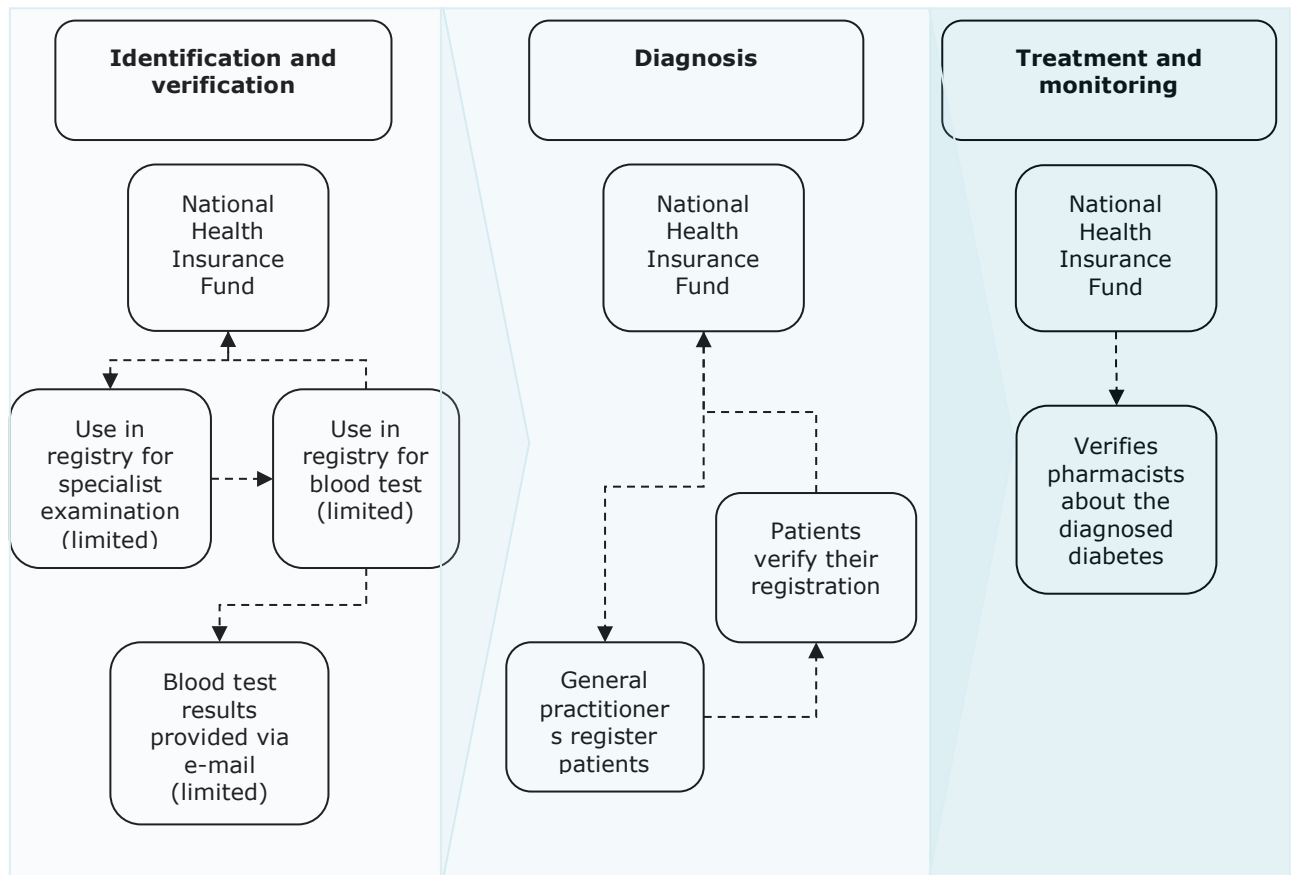 Identification and
verification
Diagnosis
Treatment and
monitoring
National
Health
Insurance
Fund
National
Health
Insurance
Fund
National
Health
Insurance
Fund
Use in
registry for
specialist
examination
(limited)
Use in
registry for
blood test
(limited)
Verifies
pharmacists
about the
diagnosed
diabetes
Patients
verify their
registration
Blood test
results
provided via
e-mail
(limited)
General
practitioner
s register
patients